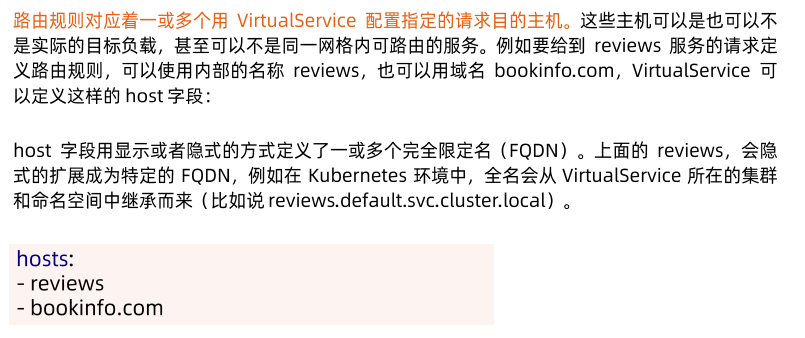 路由规则对应着一或多个用 VirtualService 配置指定的请求目的主机。这些主机可以是也可以不
是实际的目标负载，甚至可以不是同一网格内可路由的服务。例如要给到 reviews 服务的请求定
义路由规则，可以使用内部的名称 reviews，也可以用域名 bookinfo.com，VirtualService 可
以定义这样的 host 字段：
host 字段用显示或者隐式的方式定义了一或多个完全限定名（FQDN）。上面的 reviews，会隐
式的扩展成为特定的 FQDN，例如在 Kubernetes 环境中，全名会从 VirtualService 所在的集群
和命名空间中继承而来（比如说 reviews.default.svc.cluster.local）。
hosts:
- reviews
- bookinfo.com